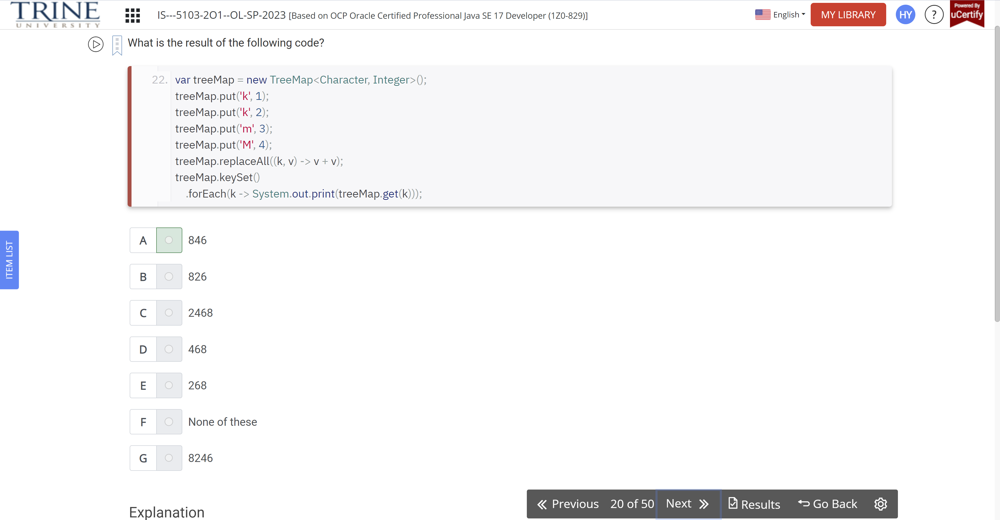 TRINE
UNIVERSITY
IS---5103-2O1--OL-SP-2023 [Based on OCP Oracle Certified Professional Java SE 17 Developer (1Z0-829)]
English
MY LIBRARY
HY
?
Powered By
uCertify
What is the result of the following code?
22. var treeMap = new TreeMap<Character, Integer>();
treeMap.put('k', 1);
treeMap.put('k', 2);
treeMap.put('m', 3);
treeMap.put('M', 4);
treeMap.replaceAll((k, v) -> v + v);
treeMap.keySet()
.forEach(k -> System.out.print(treeMap.get(k)));
ITEM LIST
A 846
B 826
C 2468
D 468
E 268
F None of these
G 8246
Explanation
Previous 20 of 50 Next Results Go Back